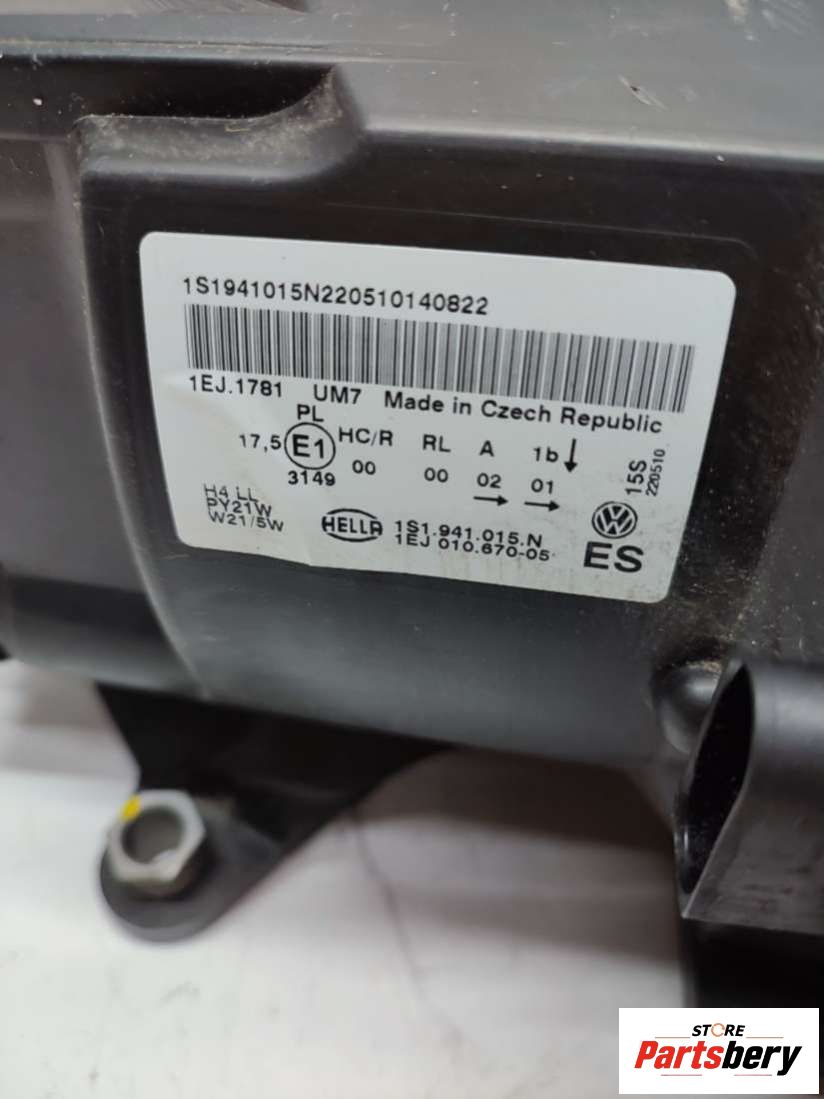 1S1941015N220510140822
1EJ.1781 UM7 Made in Czech Republic
PL
17,5 E1 HC/R RL A 1b
3149 00 00 02 01
H4 LL
PY21W
W21/5W
HELLA 1S1.941.015.N
1EJ 010.670-05
15S
220510
ES
STORE
Partsbery